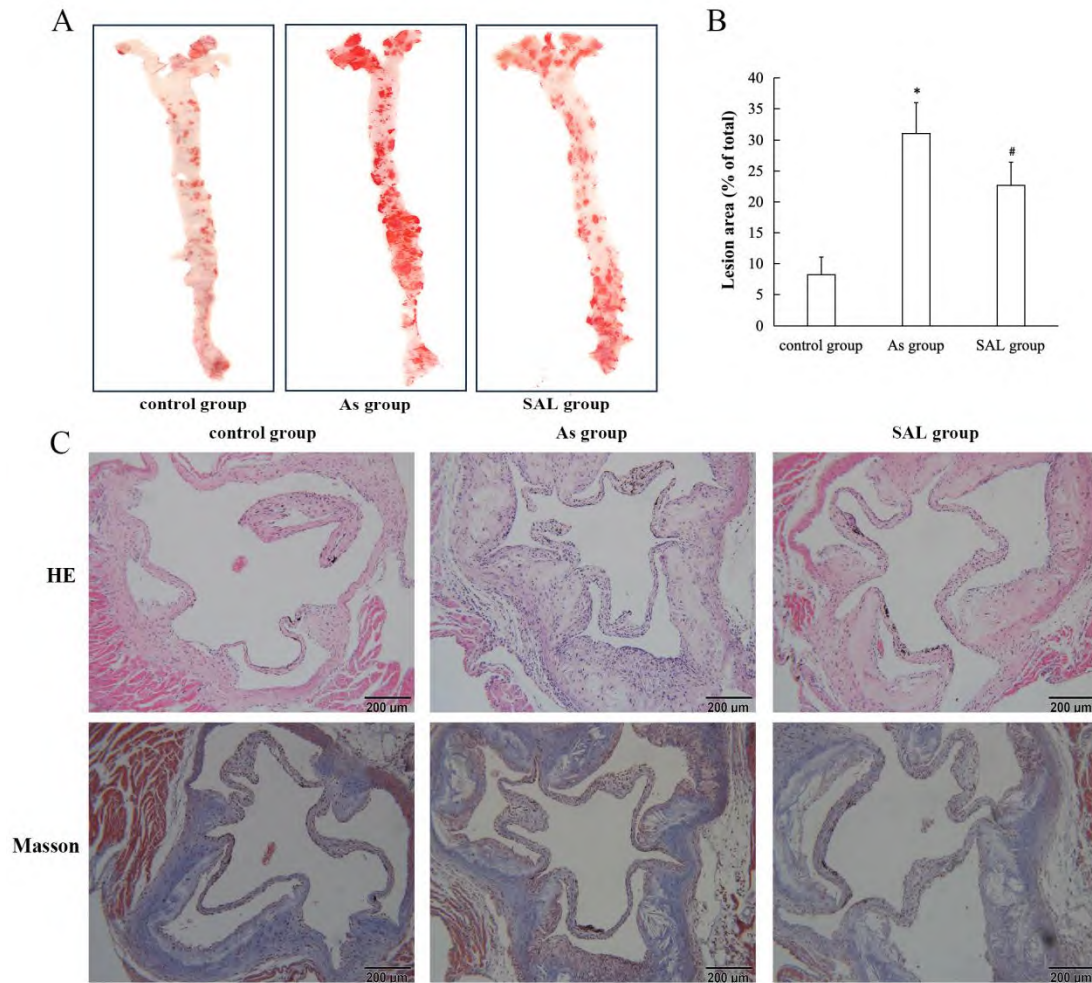 A
B
control group
As group
SAL group
Lesion area (% of total)
40
35
30
25
20
15
10
5
0
*
#
control group
As group
SAL group
C
control group
As group
SAL group
HE
200 μm
200 μm
200 μm
Masson
200 μm
200 μm
200 μm